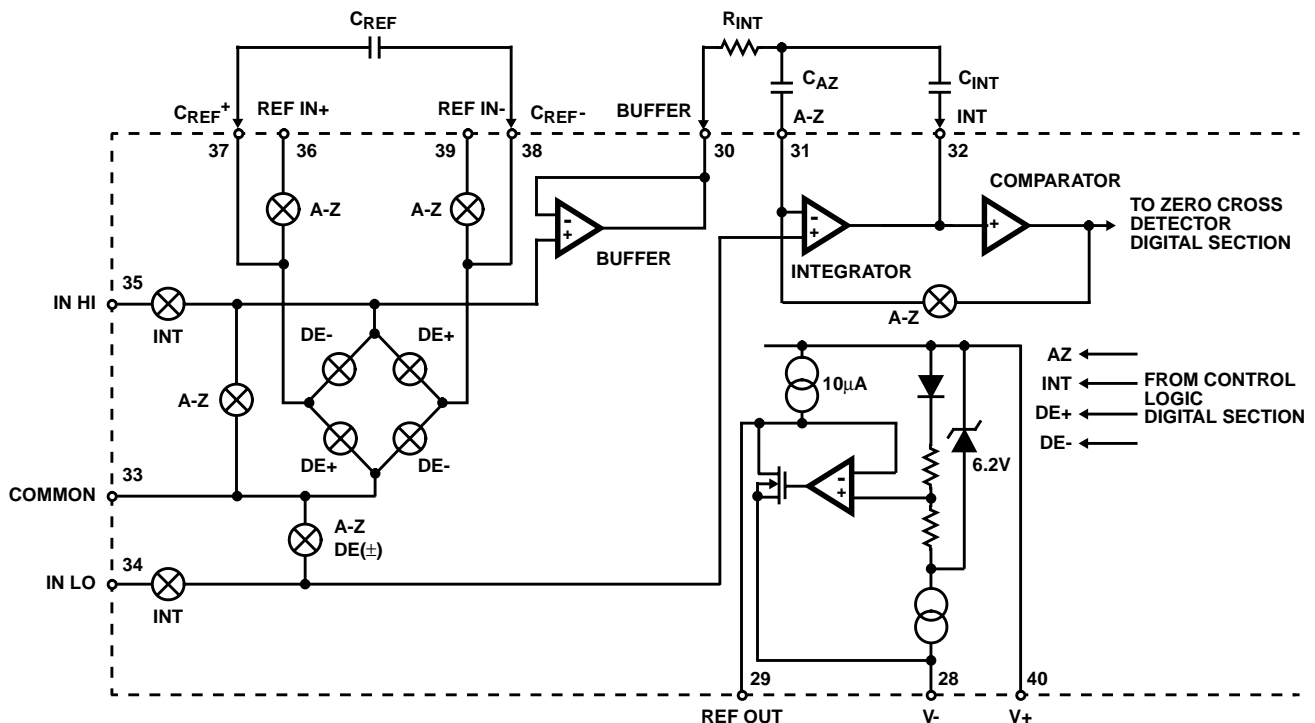 CREF
RINT
CREF+
REF IN+
REF IN-
CREF-
BUFFER
CAZ
A-Z
CINT
INT
37
36
39
38
30
31
32
A-Z
A-Z
-
+
BUFFER
-
+
INTEGRATOR
COMPARATOR
+
TO ZERO CROSS
DETECTOR
DIGITAL SECTION
A-Z
IN HI
35
INT
DE-
DE+
A-Z
DE+
DE-
COMMON
33
A-Z
DE(±)
IN LO
34
INT
10µA
-
+
6.2V
AZ
INT
DE+
DE-
FROM CONTROL
LOGIC
DIGITAL SECTION
29
28
40
REF OUT
V-
V+